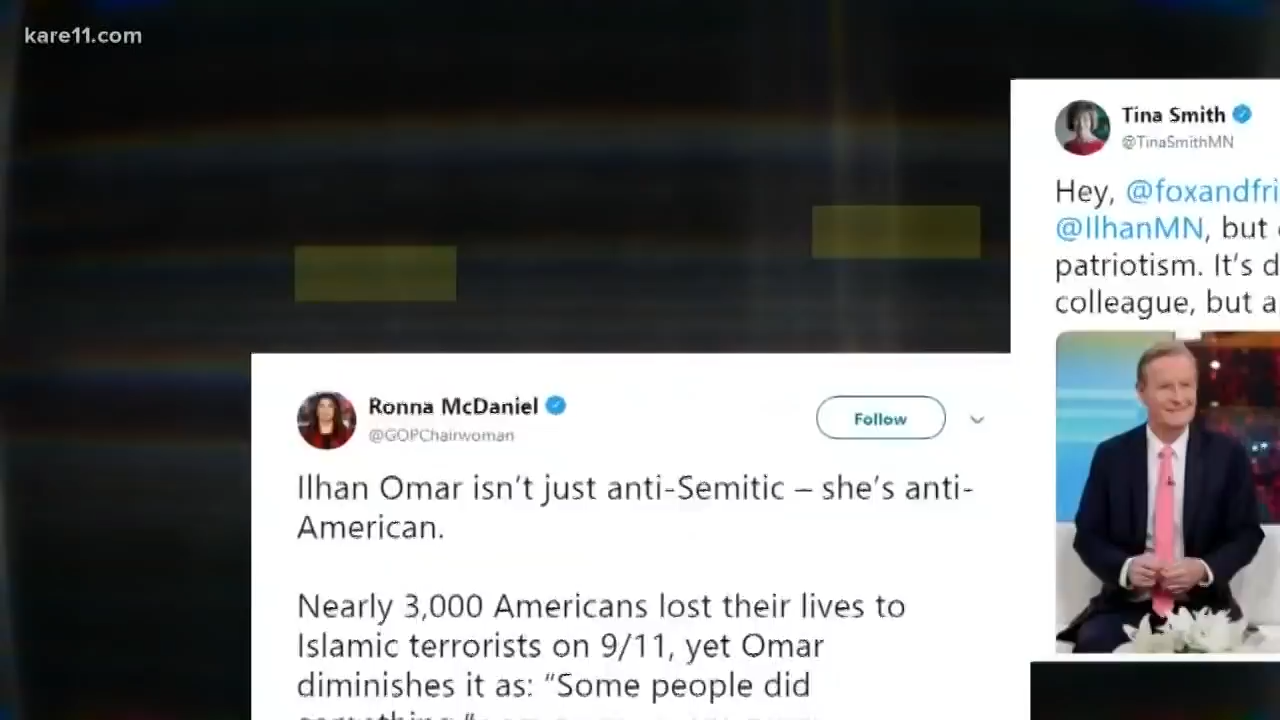 kare11.com
Tina Smith
@TinaSmithMN
Hey, @foxandfri
@IlhanMN, but
patriotism. It's d
colleague, but a
Ronna McDaniel
@GOPChairwoman
Follow
Ilhan Omar isn't just anti-Semitic – she's anti-
American.
Nearly 3,000 Americans lost their lives to
Islamic terrorists on 9/11, yet Omar
diminishes it as: “Some people did